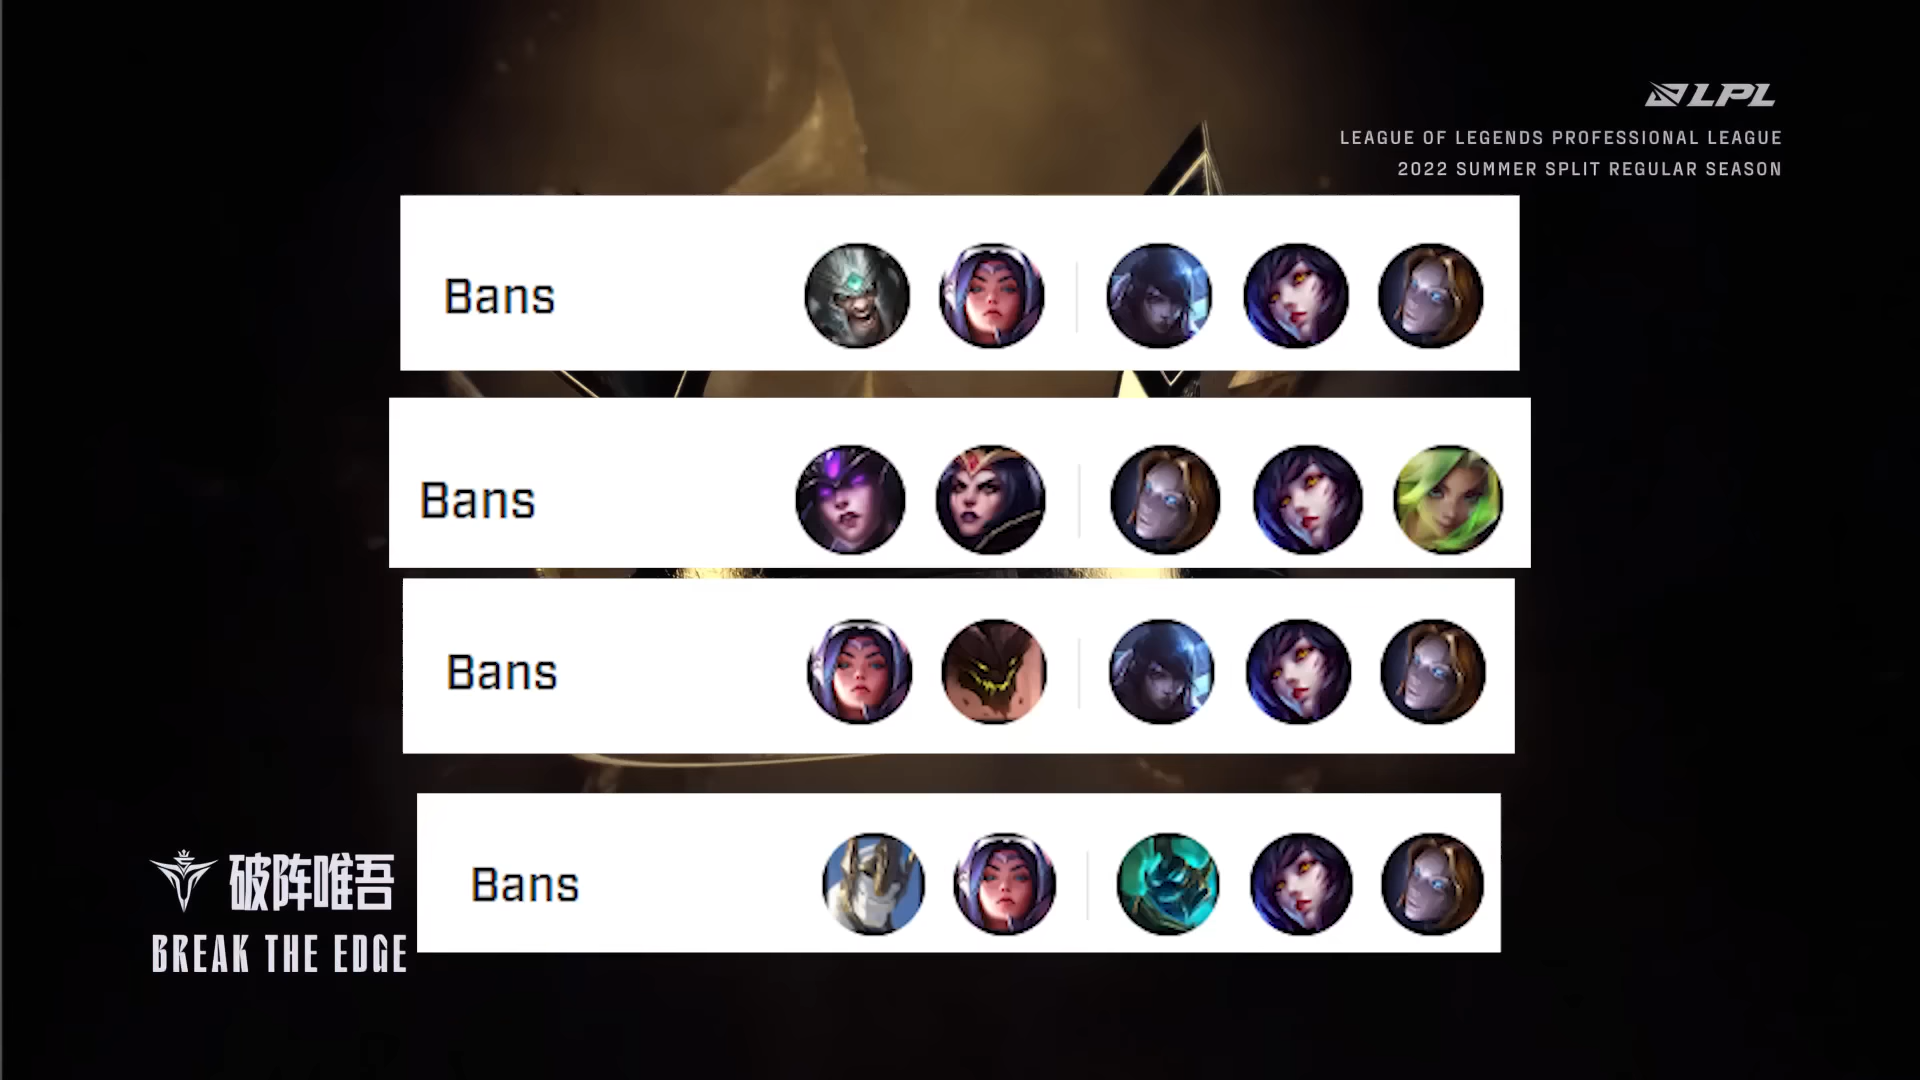 LPL
LEAGUE OF LEGENDS PROFESSIONAL LEAGUE
2022 SUMMER SPLIT REGULAR SEASON
Bans
Bans
Bans
Bans
破阵唯吾
BREAK THE EDGE